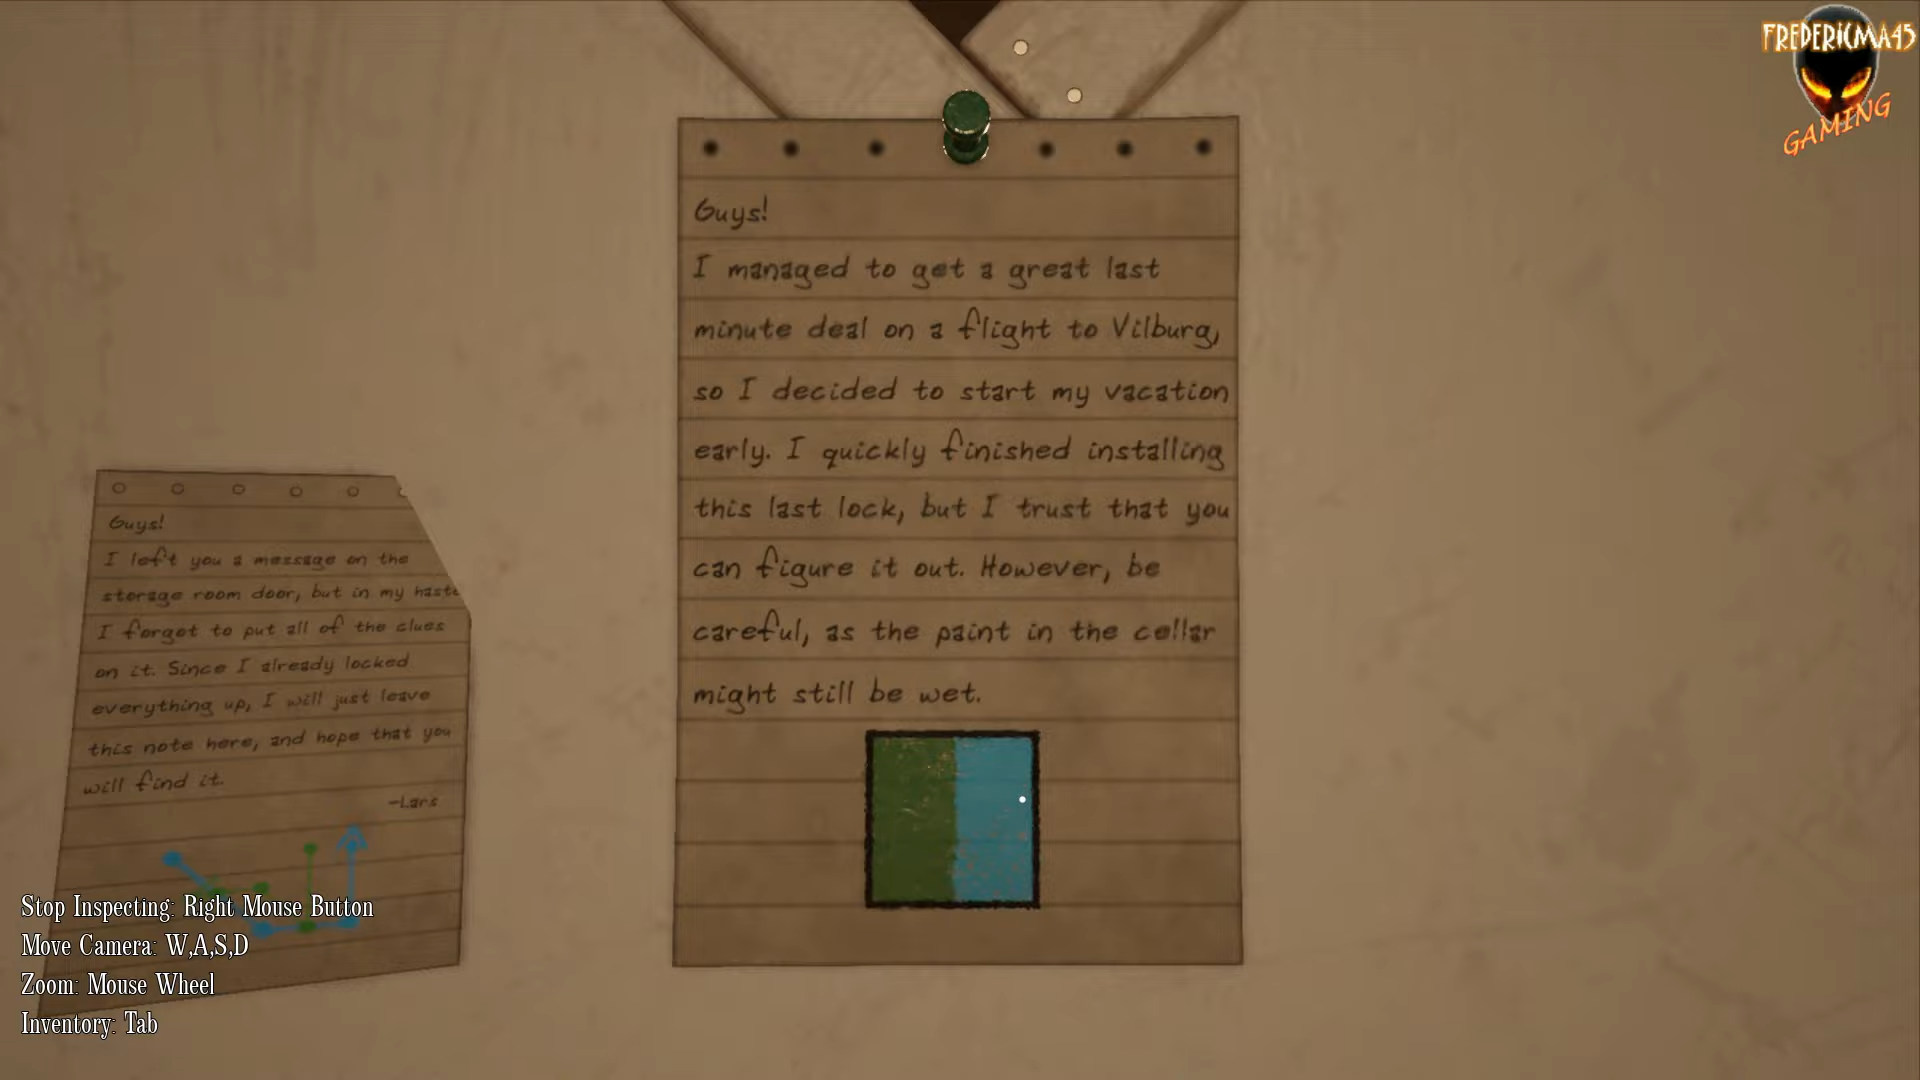 FREDERICMA45
GAMING
Guys!
I managed to get a great last
minute deal on a flight to Vilburg,
so I decided to start my vacation
early. I quickly finished installing
this last lock, but I trust that you
can figure it out. However, be
careful, as the paint in the cellar
might still be wet.
Guys!
I left you a message on the
storage room door, but in my haste
I forgot to put all of the clues
on it. Since I already locked
everything up, I will just leave
this note here, and hope that you
will find it.
-Lars
Stop Inspecting: Right Mouse Button
Move Camera: W,A,S,D
Zoom: Mouse Wheel
Inventory: Tab